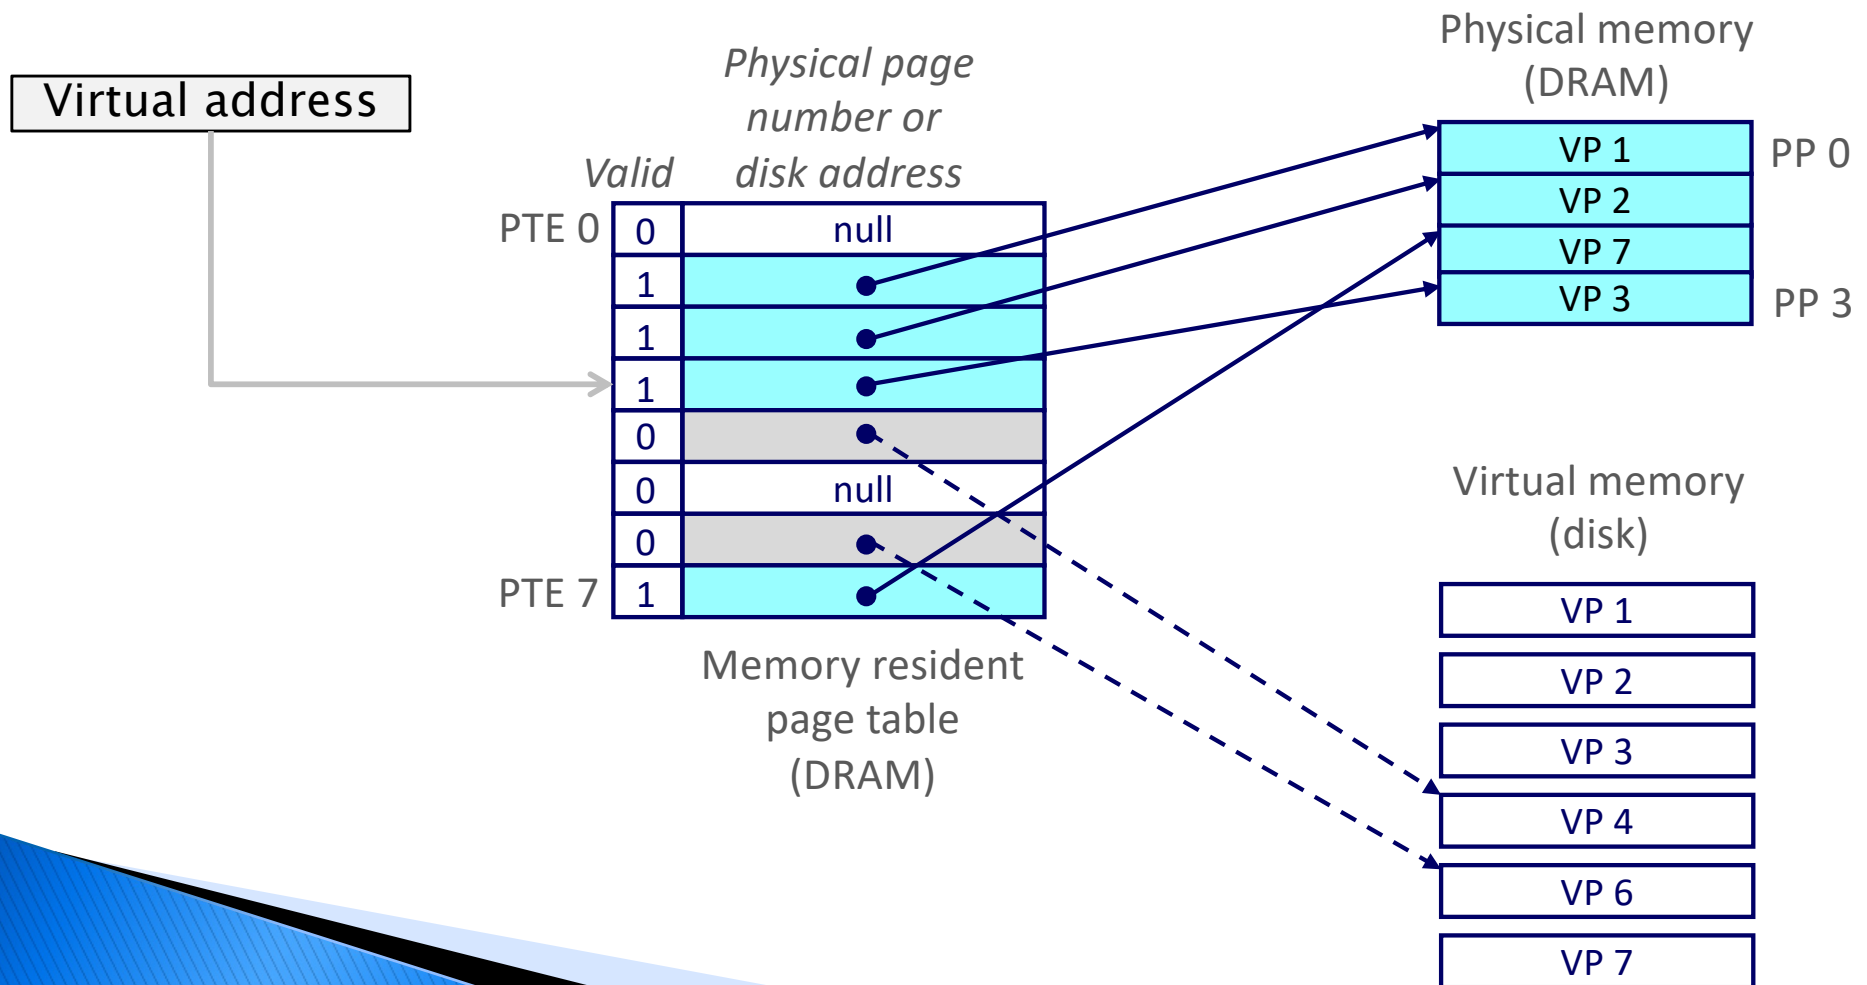 Virtual address
Physical page
number or
disk address
Valid
PTE 0
0
null
1
1
1
0
0
null
0
PTE 7
1
Memory resident
page table
(DRAM)
Physical memory
(DRAM)
VP 1
PP 0
VP 2
VP 7
VP 3
PP 3
Virtual memory
(disk)
VP 1
VP 2
VP 3
VP 4
VP 6
VP 7